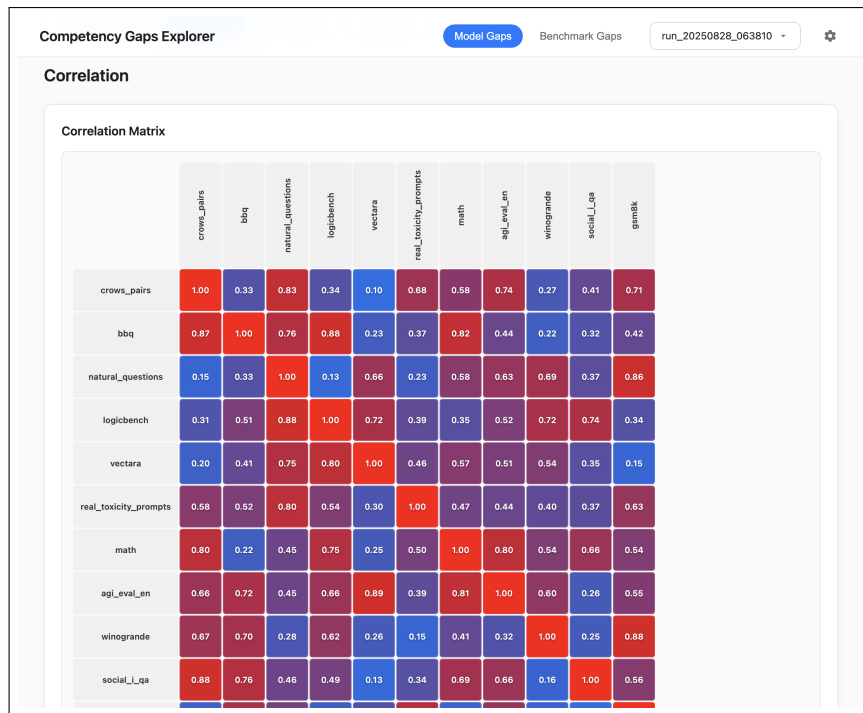 Competency Gaps Explorer Model Gaps Benchmark Gaps run_20250828_063810
Correlation
Correlation Matrix
crows_pairs bbq natural_questions logicbench vectara real_toxicity_prompts math agi_eval_en winogrande social_i_qa gsm8k
crows_pairs 1.00 0.33 0.83 0.34 0.10 0.68 0.58 0.74 0.27 0.41 0.71
bbq 0.87 1.00 0.76 0.88 0.23 0.37 0.82 0.44 0.22 0.32 0.42
natural_questions 0.15 0.33 1.00 0.13 0.66 0.23 0.58 0.63 0.69 0.37 0.86
logicbench 0.31 0.51 0.88 1.00 0.72 0.39 0.35 0.52 0.72 0.74 0.34
vectara 0.20 0.41 0.75 0.80 1.00 0.46 0.57 0.51 0.54 0.35 0.15
real_toxicity_prompts 0.58 0.52 0.80 0.54 0.30 1.00 0.47 0.44 0.40 0.37 0.63
math 0.80 0.22 0.45 0.75 0.25 0.50 1.00 0.80 0.54 0.66 0.54
agi_eval_en 0.66 0.72 0.45 0.66 0.89 0.39 0.81 1.00 0.60 0.26 0.55
winogrande 0.67 0.70 0.28 0.62 0.26 0.15 0.41 0.32 1.00 0.25 0.88
social_i_qa 0.88 0.76 0.46 0.49 0.13 0.34 0.69 0.66 0.16 1.00 0.56